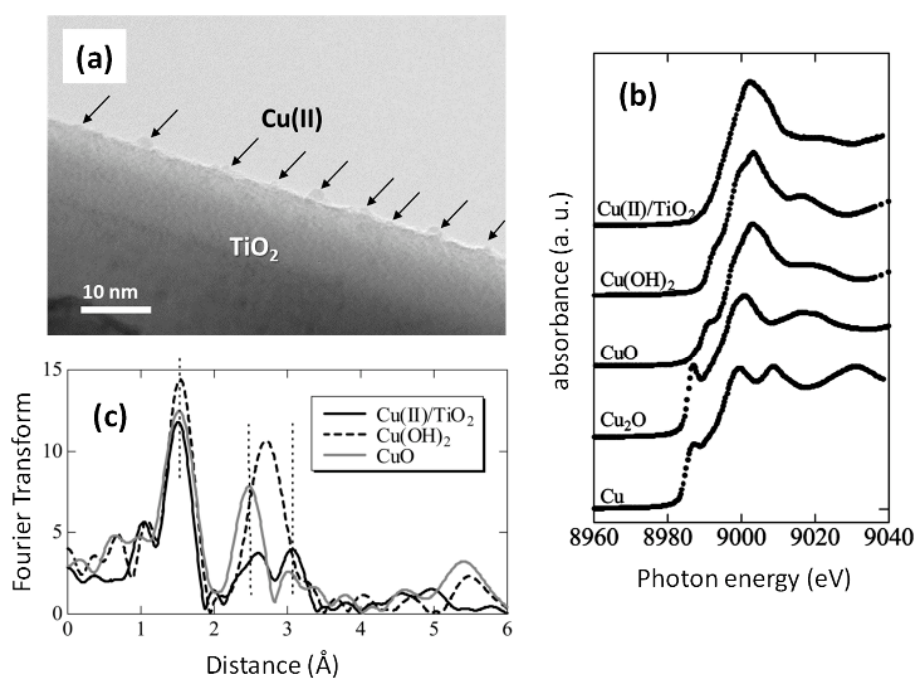 (a)
Cu(II)
TiO₂
10 nm
(b)
absorbance (a. u.)
Cu(II)/TiO₂
Cu(OH)₂
CuO
Cu₂O
Cu
8960 8980 9000 9020 9040
Photon energy (eV)
(c)
Fourier Transform
15
10
5
0
Cu(II)/TiO₂
Cu(OH)₂
CuO
0 1 2 3 4 5 6
Distance (Å)